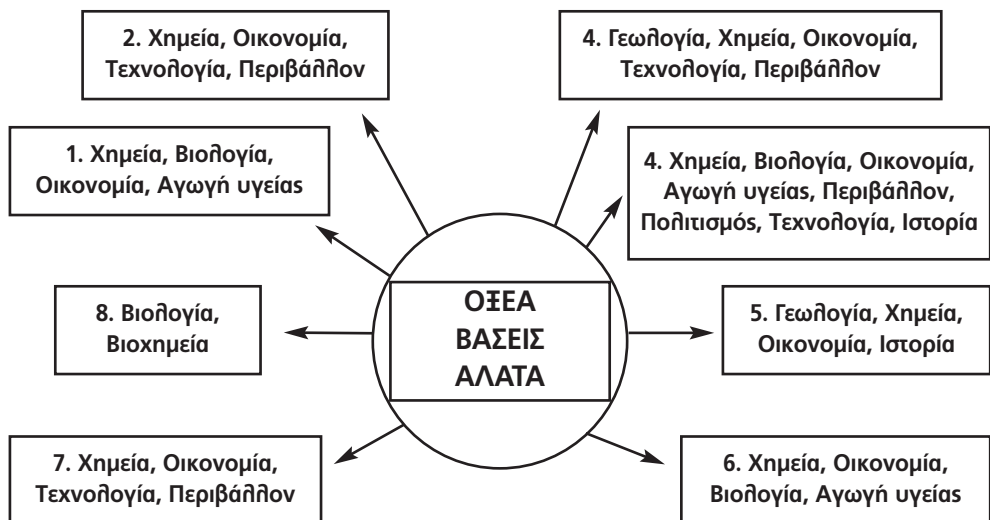 2. Χημεία, Οικονομία,
Τεχνολογία, Περιβάλλον
4. Γεωλογία, Χημεία, Οικονομία,
Τεχνολογία, Περιβάλλον
1. Χημεία, Βιολογία,
Οικονομία, Αγωγή υγείας
4. Χημεία, Βιολογία, Οικονομία,
Αγωγή υγείας, Περιβάλλον,
Πολιτισμός, Τεχνολογία, Ιστορία
ΟΞΕΑ
ΒΑΣΕΙΣ
ΑΛΑΤΑ
8. Βιολογία,
Βιοχημεία
5. Γεωλογία, Χημεία,
Οικονομία, Ιστορία
7. Χημεία, Οικονομία,
Τεχνολογία, Περιβάλλον
6. Χημεία, Οικονομία,
Βιολογία, Αγωγή υγείας